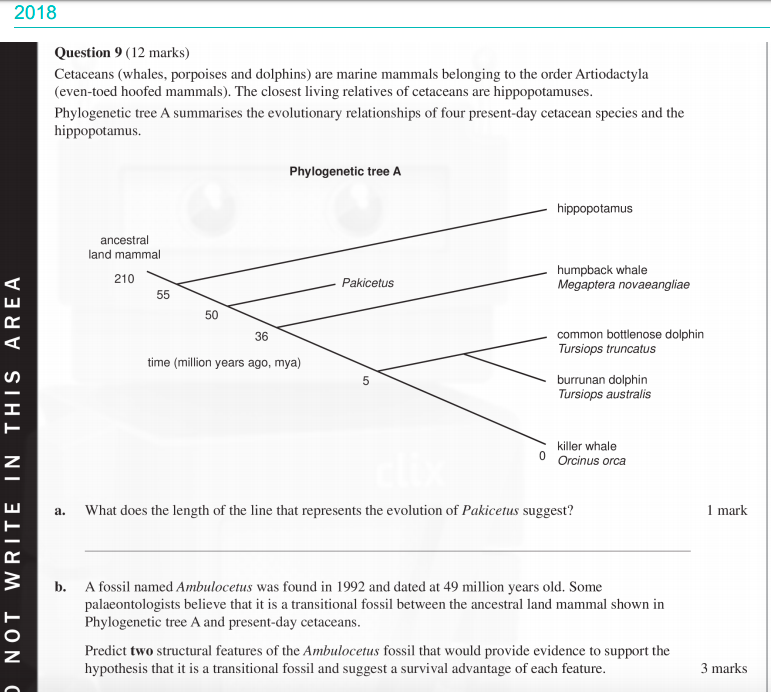 2018
Question 9 (12 marks)
Cetaceans (whales, porpoises and dolphins) are marine mammals belonging to the order Artiodactyla
(even-toed hoofed mammals). The closest living relatives of cetaceans are hippopotamuses.
Phylogenetic tree A summarises the evolutionary relationships of four present-day cetacean species and the
hippopotamus.
Phylogenetic tree A
hippopotamus
ancestral
land mammal
210
55
Pakicetus
humpback whale
Megaptera novaeangliae
50
36
time (million years ago, mya)
common bottlenose dolphin
Tursiops truncatus
5
burrunan dolphin
Tursiops australis
killer whale
0 Orcinus orca
clix
a. What does the length of the line that represents the evolution of Pakicetus suggest? 1 mark
b. A fossil named Ambulocetus was found in 1992 and dated at 49 million years old. Some
palaeontologists believe that it is a transitional fossil between the ancestral land mammal shown in
Phylogenetic tree A and present-day cetaceans.
Predict two structural features of the Ambulocetus fossil that would provide evidence to support the
hypothesis that it is a transitional fossil and suggest a survival advantage of each feature. 3 marks
NOT WRITE IN THIS AREA